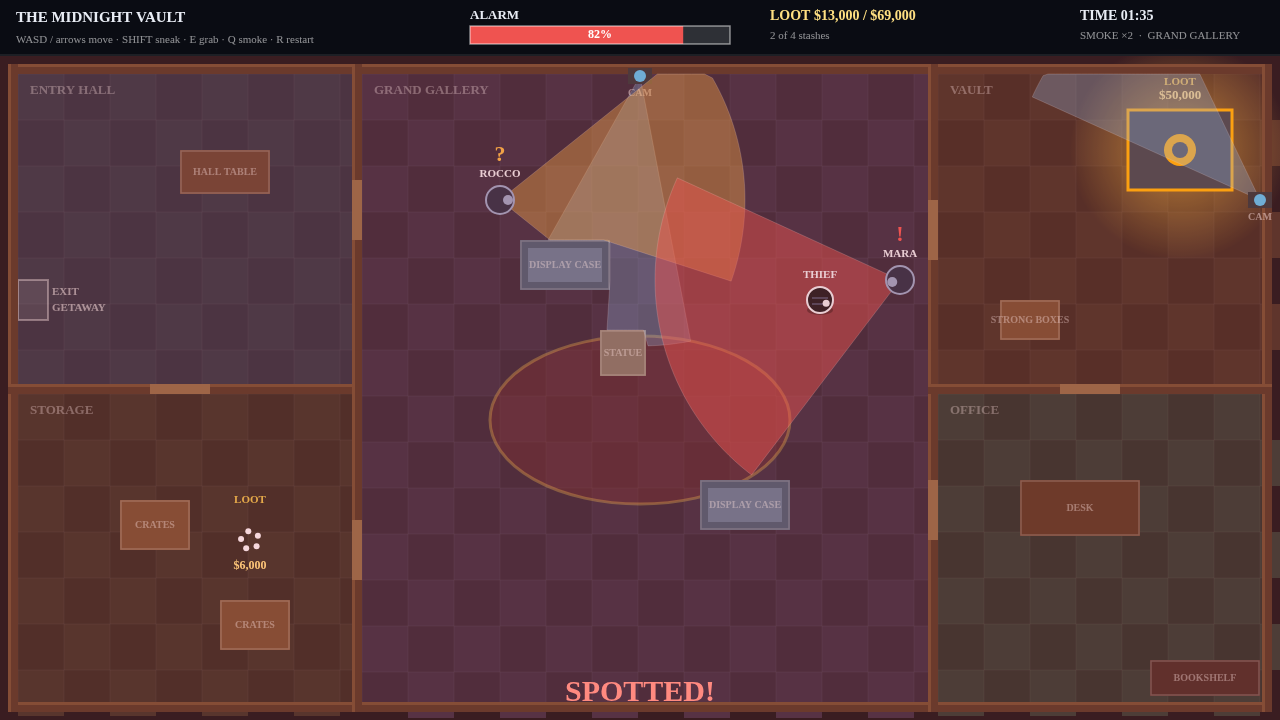 THE MIDNIGHT VAULT
WASD / arrows move · SHIFT sneak · E grab · Q smoke · R restart
ALARM
82%
LOOT $13,000 / $69,000
2 of 4 stashes
TIME 01:35
SMOKE ×2 · GRAND GALLERY
ENTRY HALL
HALL TABLE
EXIT
GETAWAY
GRAND GALLERY
CAM
?
ROCCO
DISPLAY CASE
STATUE
THIEF
!
MARA
DISPLAY CASE
VAULT
LOOT
$50,000
CAM
STRONG BOXES
STORAGE
CRATES
LOOT
$6,000
CRATES
OFFICE
DESK
BOOKSHELF
SPOTTED!